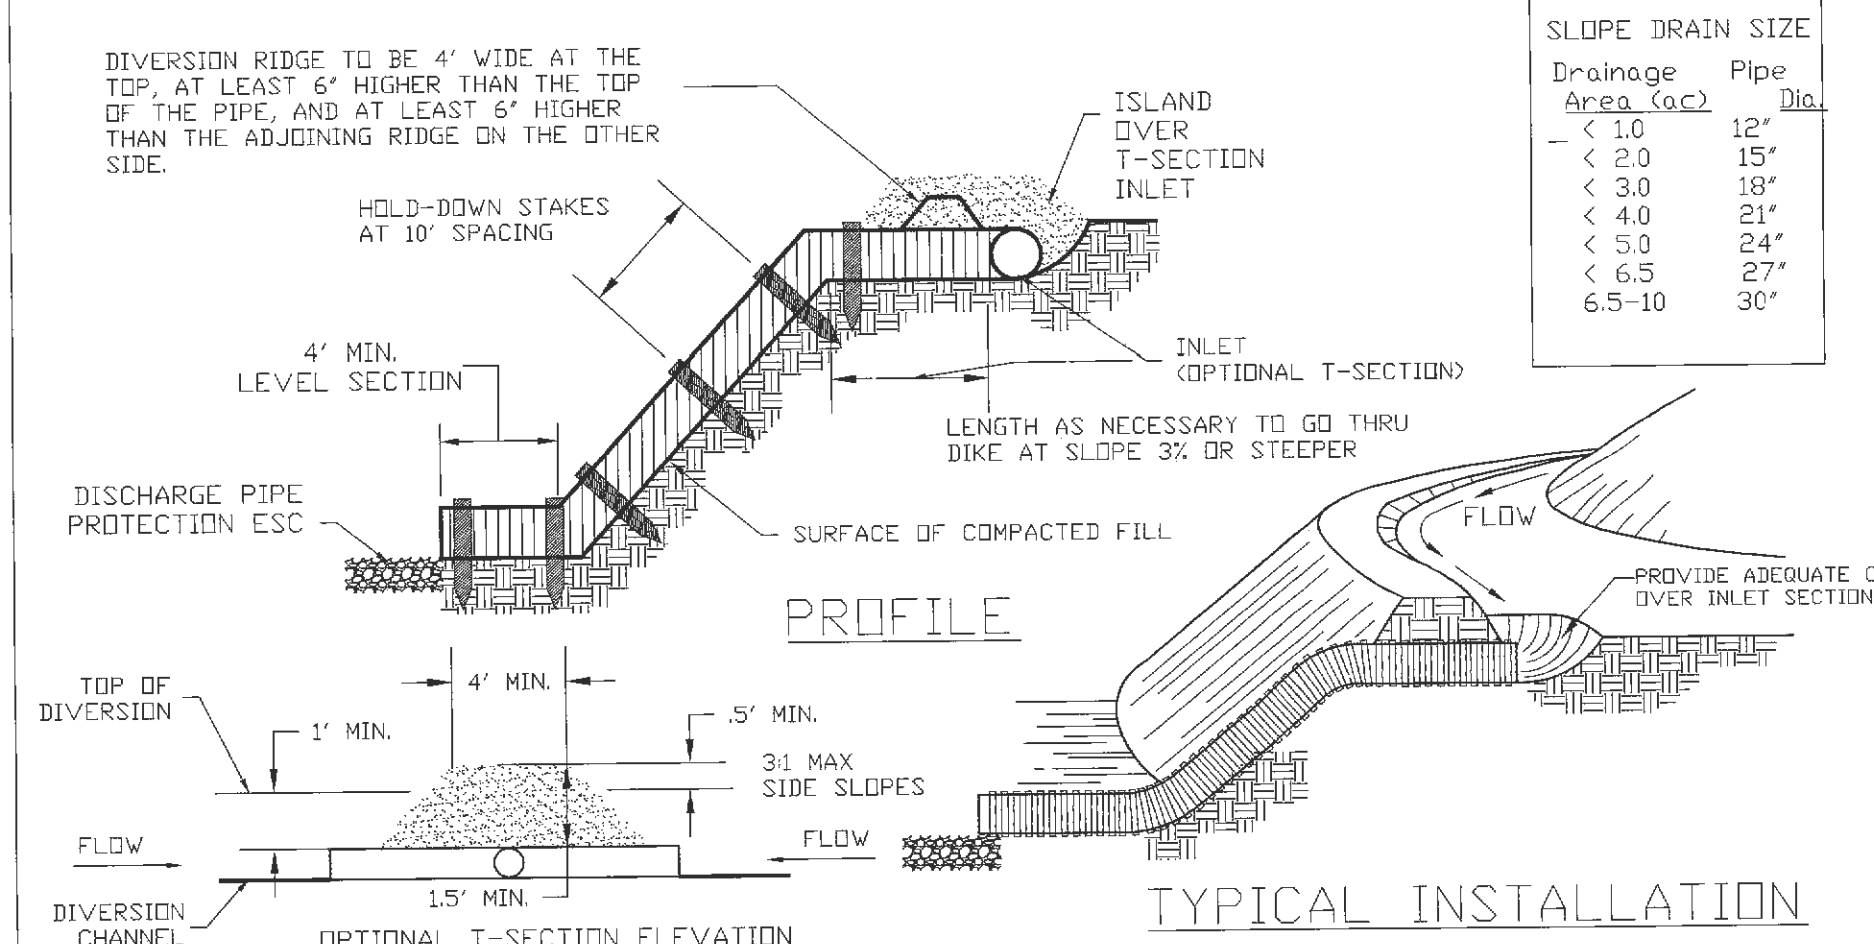 DIVERSION RIDGE TO BE 4' WIDE AT THE
TOP, AT LEAST 6" HIGHER THAN THE TOP
OF THE PIPE, AND AT LEAST 6" HIGHER
THAN THE ADJOINING RIDGE ON THE OTHER
SIDE.
ISLAND
OVER
T-SECTION
INLET
SLOPE DRAIN SIZE
Drainage Pipe
Area (ac) Dia.
< 1.0 12"
< 2.0 15"
< 3.0 18"
< 4.0 21"
< 5.0 24"
< 6.5 27"
6.5-10 30"
HOLD-DOWN STAKES
AT 10' SPACING
4' MIN.
LEVEL SECTION
INLET
(OPTIONAL T-SECTION)
LENGTH AS NECESSARY TO GO THRU
DIKE AT SLOPE 3% OR STEEPER
DISCHARGE PIPE
PROTECTION ESC
SURFACE OF COMPACTED FILL
PROFILE
FLOW
PROVIDE ADEQUATE
OVER INLET SECTION
TOP OF
DIVERSION
4' MIN.
1' MIN.
.5' MIN.
3:1 MAX
SIDE SLOPES
FLOW
FLOW
1.5' MIN.
DIVERSION
CHANNEL
OPTIONAL T-SECTION ELEVATION
TYPICAL INSTALLATION